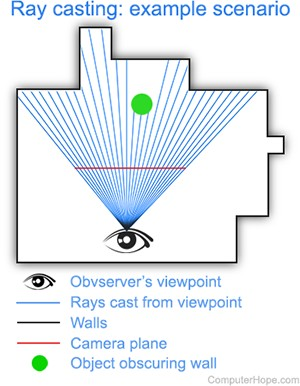 Ray casting: example scenario
Obvserver's viewpoint
Rays cast from viewpoint
Walls
Camera plane
Object obscuring wall
ComputerHope.com